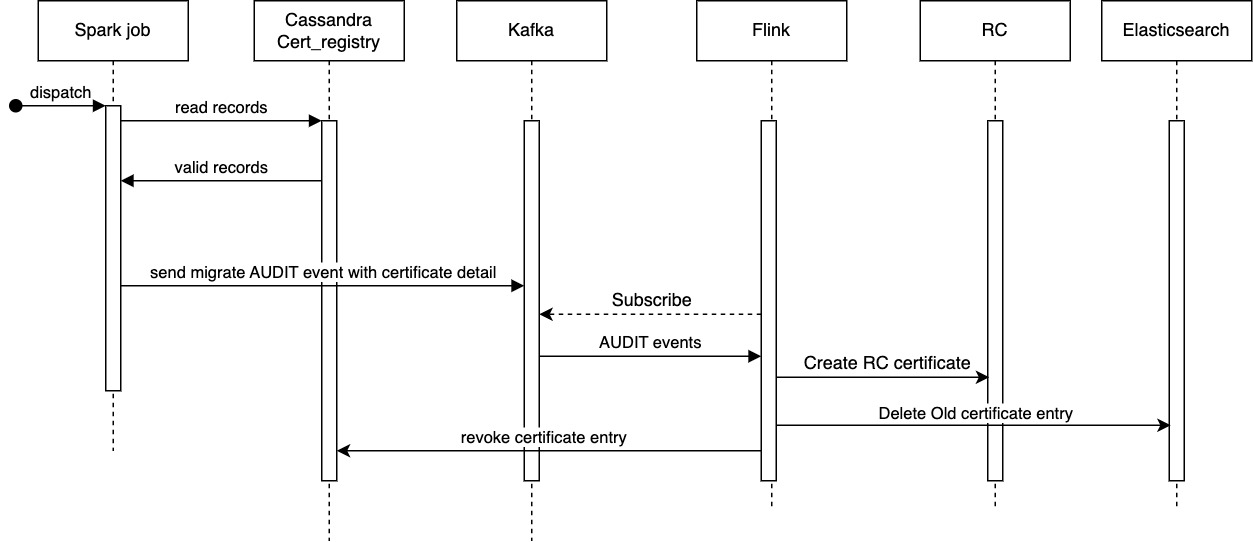 Spark job
Cassandra
Cert_registry
Kafka
Flink
RC
Elasticsearch
dispatch
read records
valid records
send migrate AUDIT event with certificate detail
Subscribe
AUDIT events
Create RC certificate
Delete Old certificate entry
revoke certificate entry